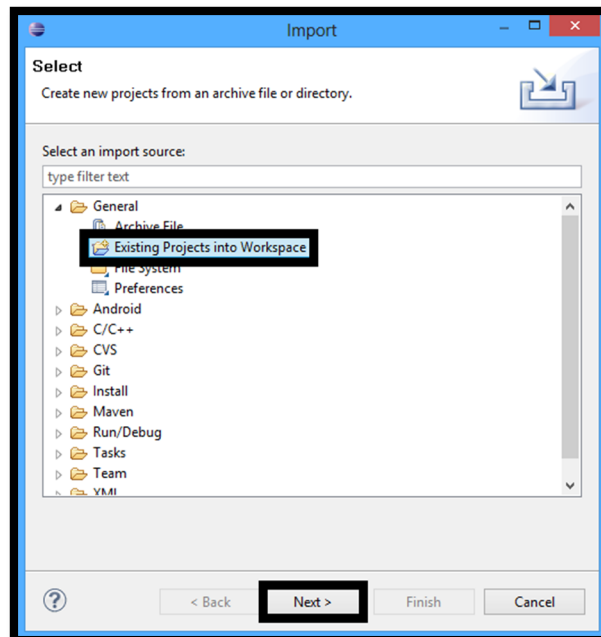 Import
Select
Create new projects from an archive file or directory.
Select an import source:
type filter text
General
Archive File
Existing Projects into Workspace
File System
Preferences
Android
C/C++
CVS
Git
Install
Maven
Run/Debug
Tasks
Team
XML
?
< Back
Next >
Finish
Cancel